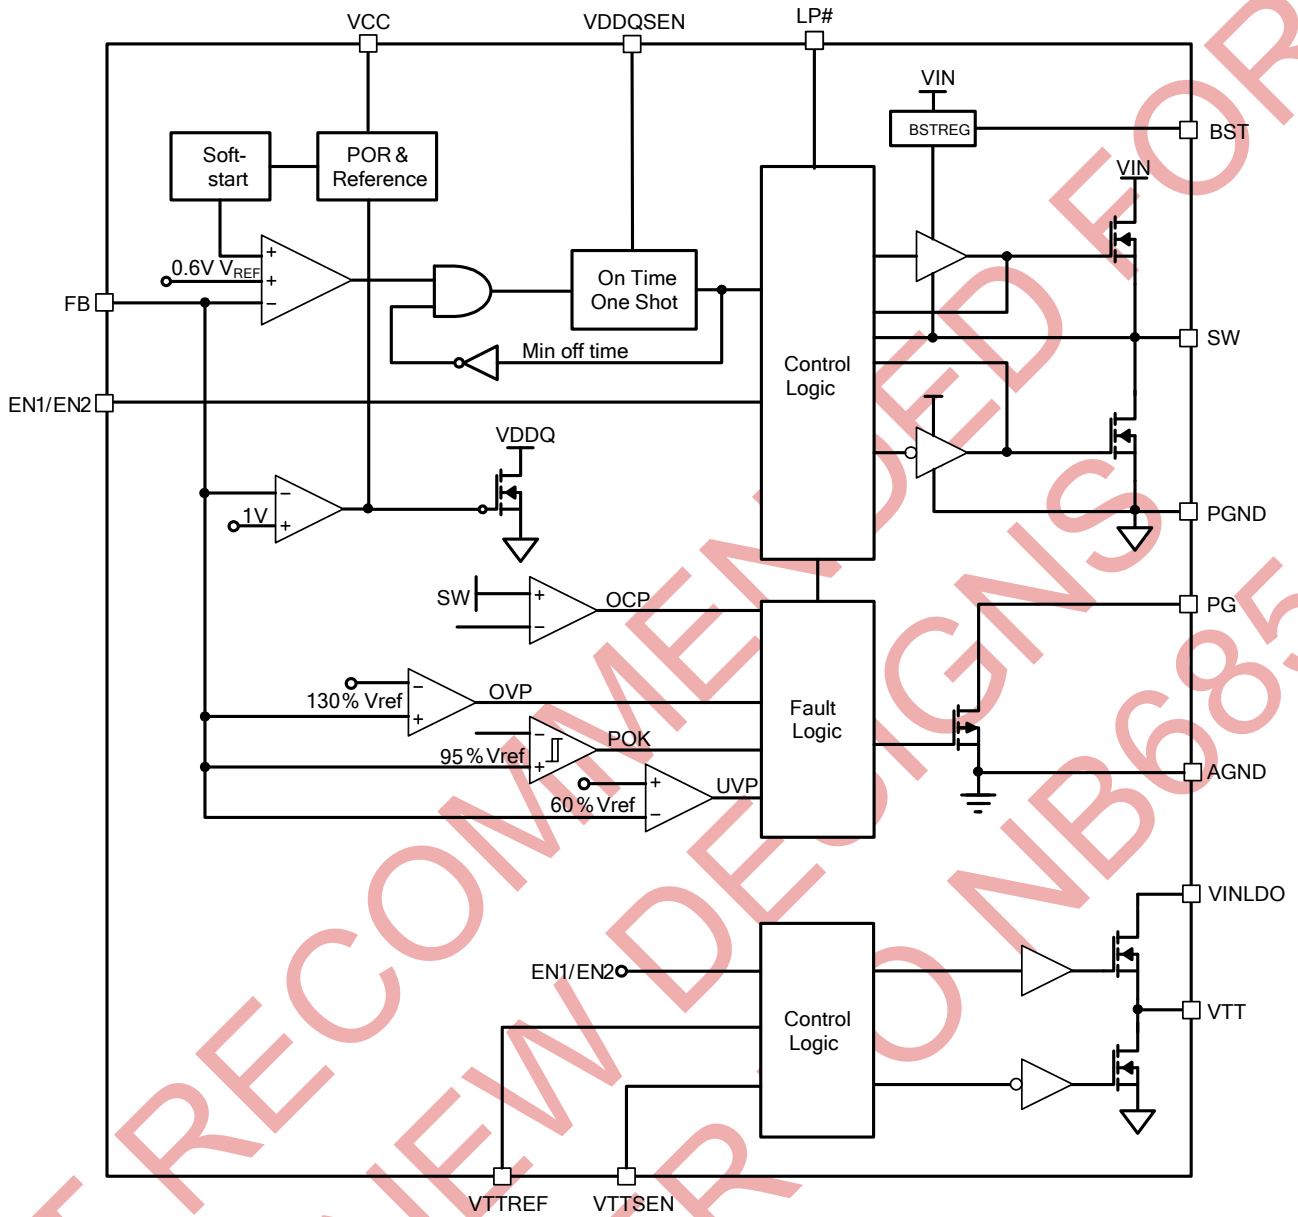 VCC
VDDQSEN
LP#
VIN
BSTREG
BST
Soft-
start
POR &
Reference
VIN
0.6V VREF
On Time
One Shot
FB
SW
Min off time
Control
Logic
EN1/EN2
VDDQ
1V
PGND
SW
OCP
PG
130% Vref
OVP
Fault
Logic
POK
95% Vref
AGND
UVP
60% Vref
VINLDO
EN1/EN2
VTT
Control
Logic
VTTREF
VTTSEN
T RECOMMENDED FOR
NEW DESIGNS
R TO NB685